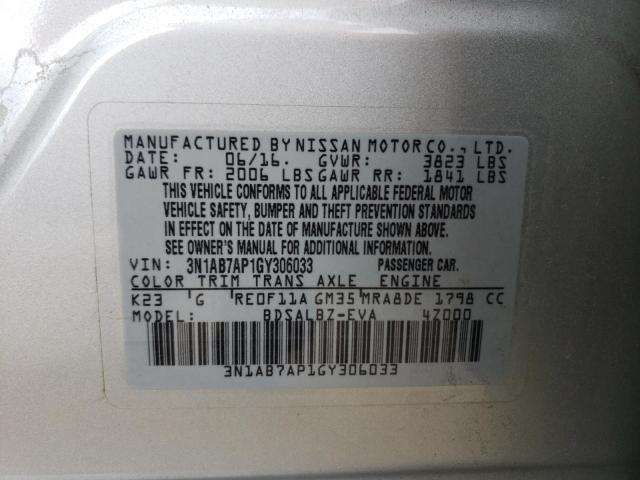 MANUFACTURED BY NISSAN MOTOR CO., LTD.
DATE: 06/16. GVWR: 3823 LBS
GAWR FR: 2006 LBS GAWR RR: 1841 LBS
THIS VEHICLE CONFORMS TO ALL APPLICABLE FEDERAL MOTOR
VEHICLE SAFETY, BUMPER AND THEFT PREVENTION STANDARDS
IN EFFECT ON THE DATE OF MANUFACTURE SHOWN ABOVE.
SEE OWNER'S MANUAL FOR ADDITIONAL INFORMATION.
VIN: 3N1AB7AP1GY306033 PASSENGER CAR.
COLOR TRIM TRANS AXLE ENGINE
K23 G RE0F11A GM35 MRA8DE 1798 CC
MODEL: BDSALBZ-EVA 47000
3N1AB7AP1GY306033